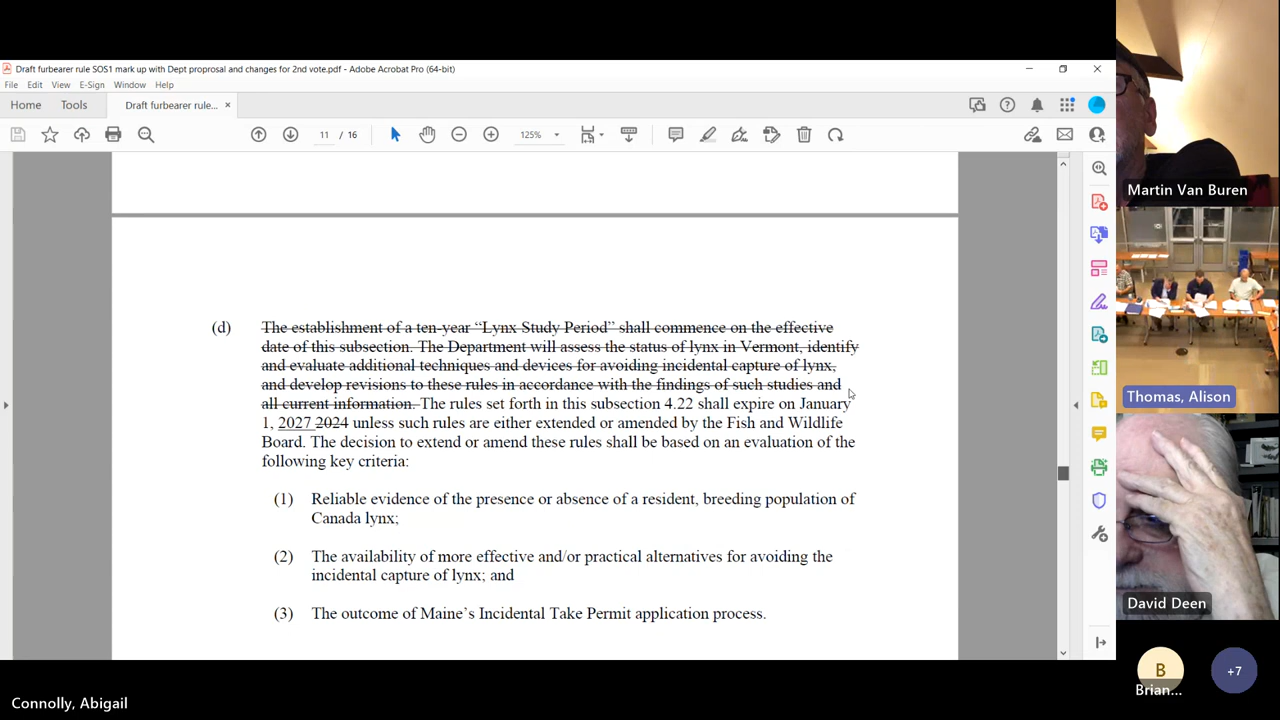 Draft furbearer rule SOS1 mark up with Dept proprosal and changes for 2nd vote.pdf - Adobe Acrobat Pro (64-bit)
File Edit View E-Sign Window Help
Home Tools Draft furbearer rule... ×
11 / 16 125%
(d) The establishment of a ten-year “Lynx Study Period” shall commence on the effective
date of this subsection. The Department will assess the status of lynx in Vermont, identify
and evaluate additional techniques and devices for avoiding incidental capture of lynx,
and develop revisions to these rules in accordance with the findings of such studies and
all current information. The rules set forth in this subsection 4.22 shall expire on January
1, 2027 2024 unless such rules are either extended or amended by the Fish and Wildlife
Board. The decision to extend or amend these rules shall be based on an evaluation of the
following key criteria:
(1) Reliable evidence of the presence or absence of a resident, breeding population of
Canada lynx;
(2) The availability of more effective and/or practical alternatives for avoiding the
incidental capture of lynx; and
(3) The outcome of Maine’s Incidental Take Permit application process.
Martin Van Buren
Thomas, Alison
David Deen
B
Brian...
+7
Connolly, Abigail